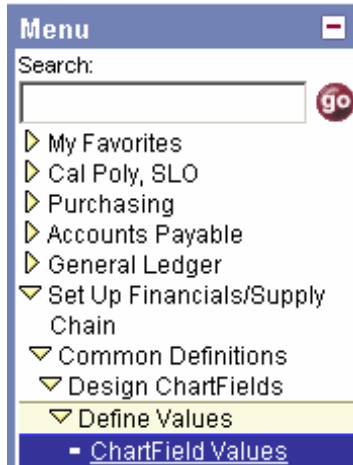 Menu
Search:
go
My Favorites
Cal Poly, SLO
Purchasing
Accounts Payable
General Ledger
Set Up Financials/Supply
Chain
Common Definitions
Design ChartFields
Define Values
ChartField Values